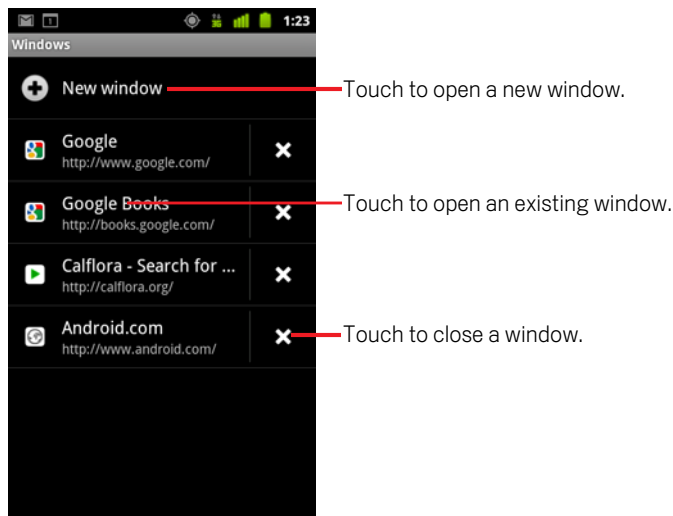 1 1:23
Windows
New window
Touch to open a new window.
Google
http://www.google.com/
Google Books
http://books.google.com/
Touch to open an existing window.
Calflora - Search for ...
http://calflora.org/
Android.com
http://www.android.com/
Touch to close a window.